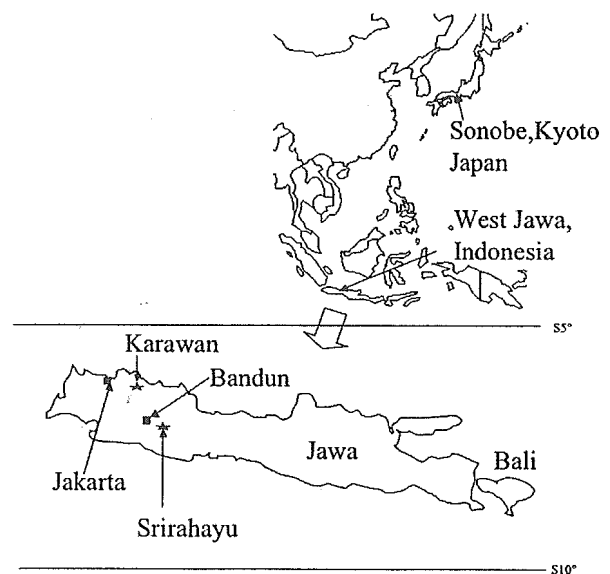 Sonobe,Kyoto
Japan
West Jawa,
Indonesia
S5°
Karawan
Bandun
Jawa
Bali
Jakarta
Srirahayu
S10°